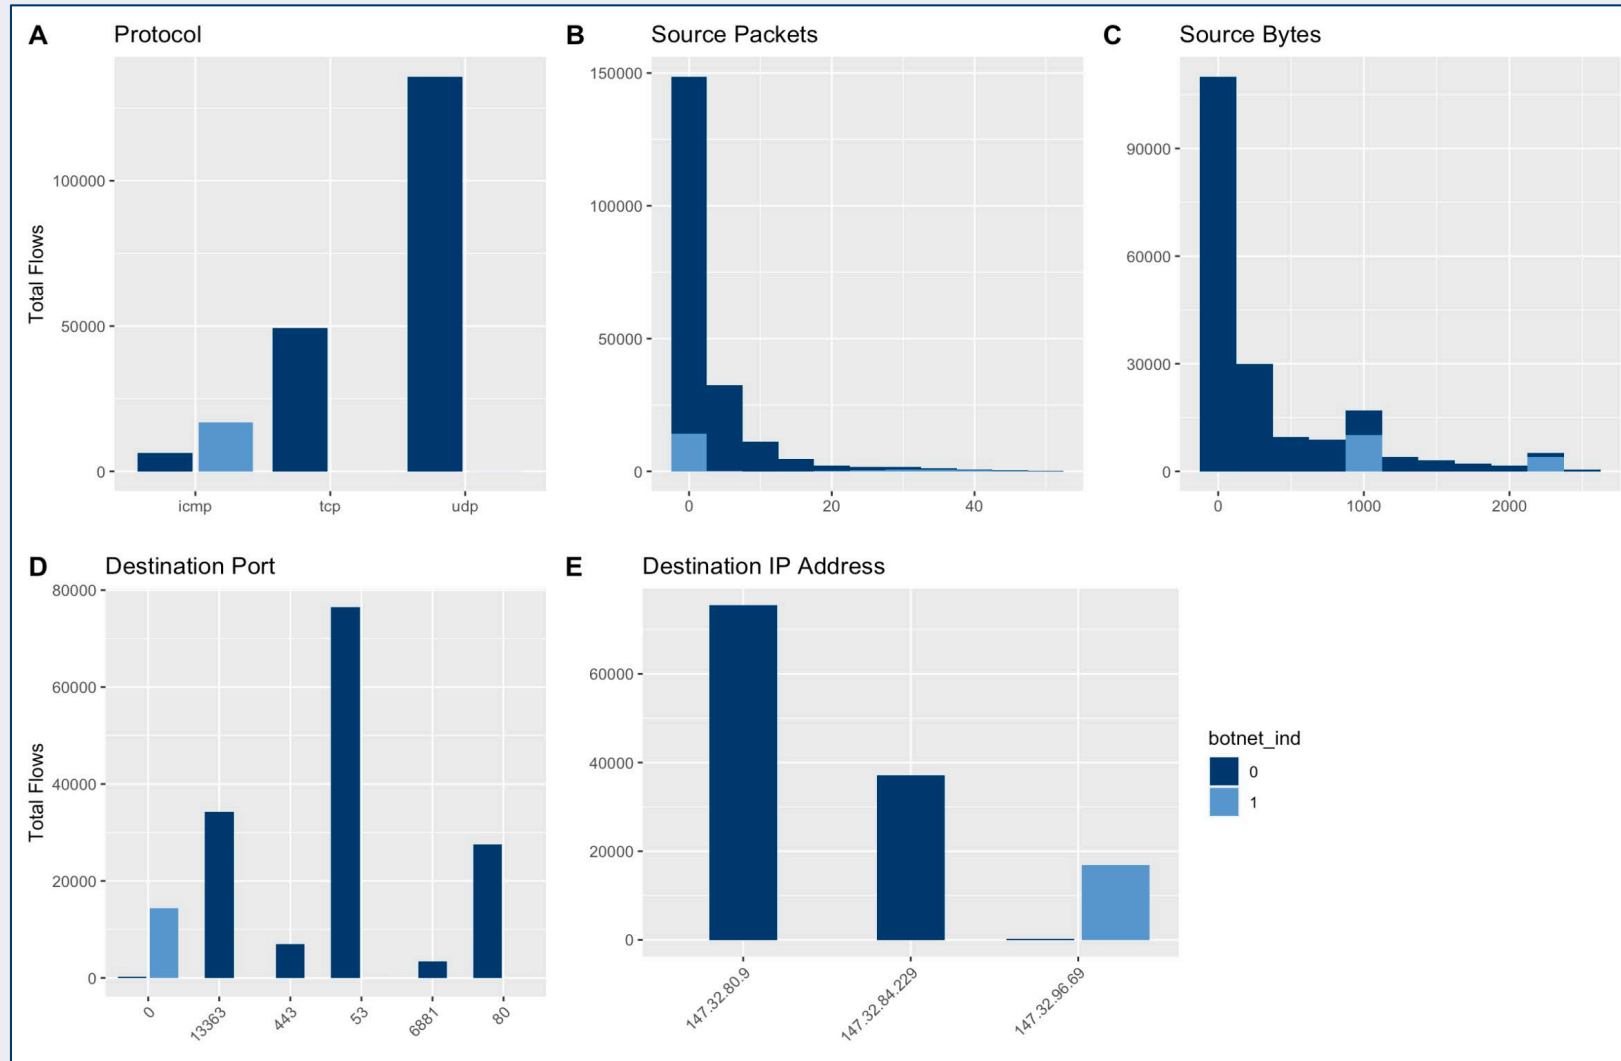 A Protocol
B Source Packets
C Source Bytes
Total Flows
100000
50000
0
icmp tcp udp
150000
100000
50000
0
0 20 40
90000
60000
30000
0
0 1000 2000
D Destination Port
E Destination IP Address
Total Flows
80000
60000
40000
20000
0
0 13363 443 53 6881 80
60000
40000
20000
0
147.32.80.9 147.32.84.229 147.32.96.69
botnet_ind
0
1